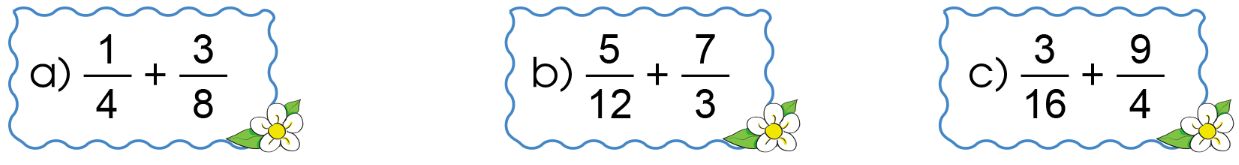 a) 1/4 + 3/8
b) 5/12 + 7/3
c) 3/16 + 9/4